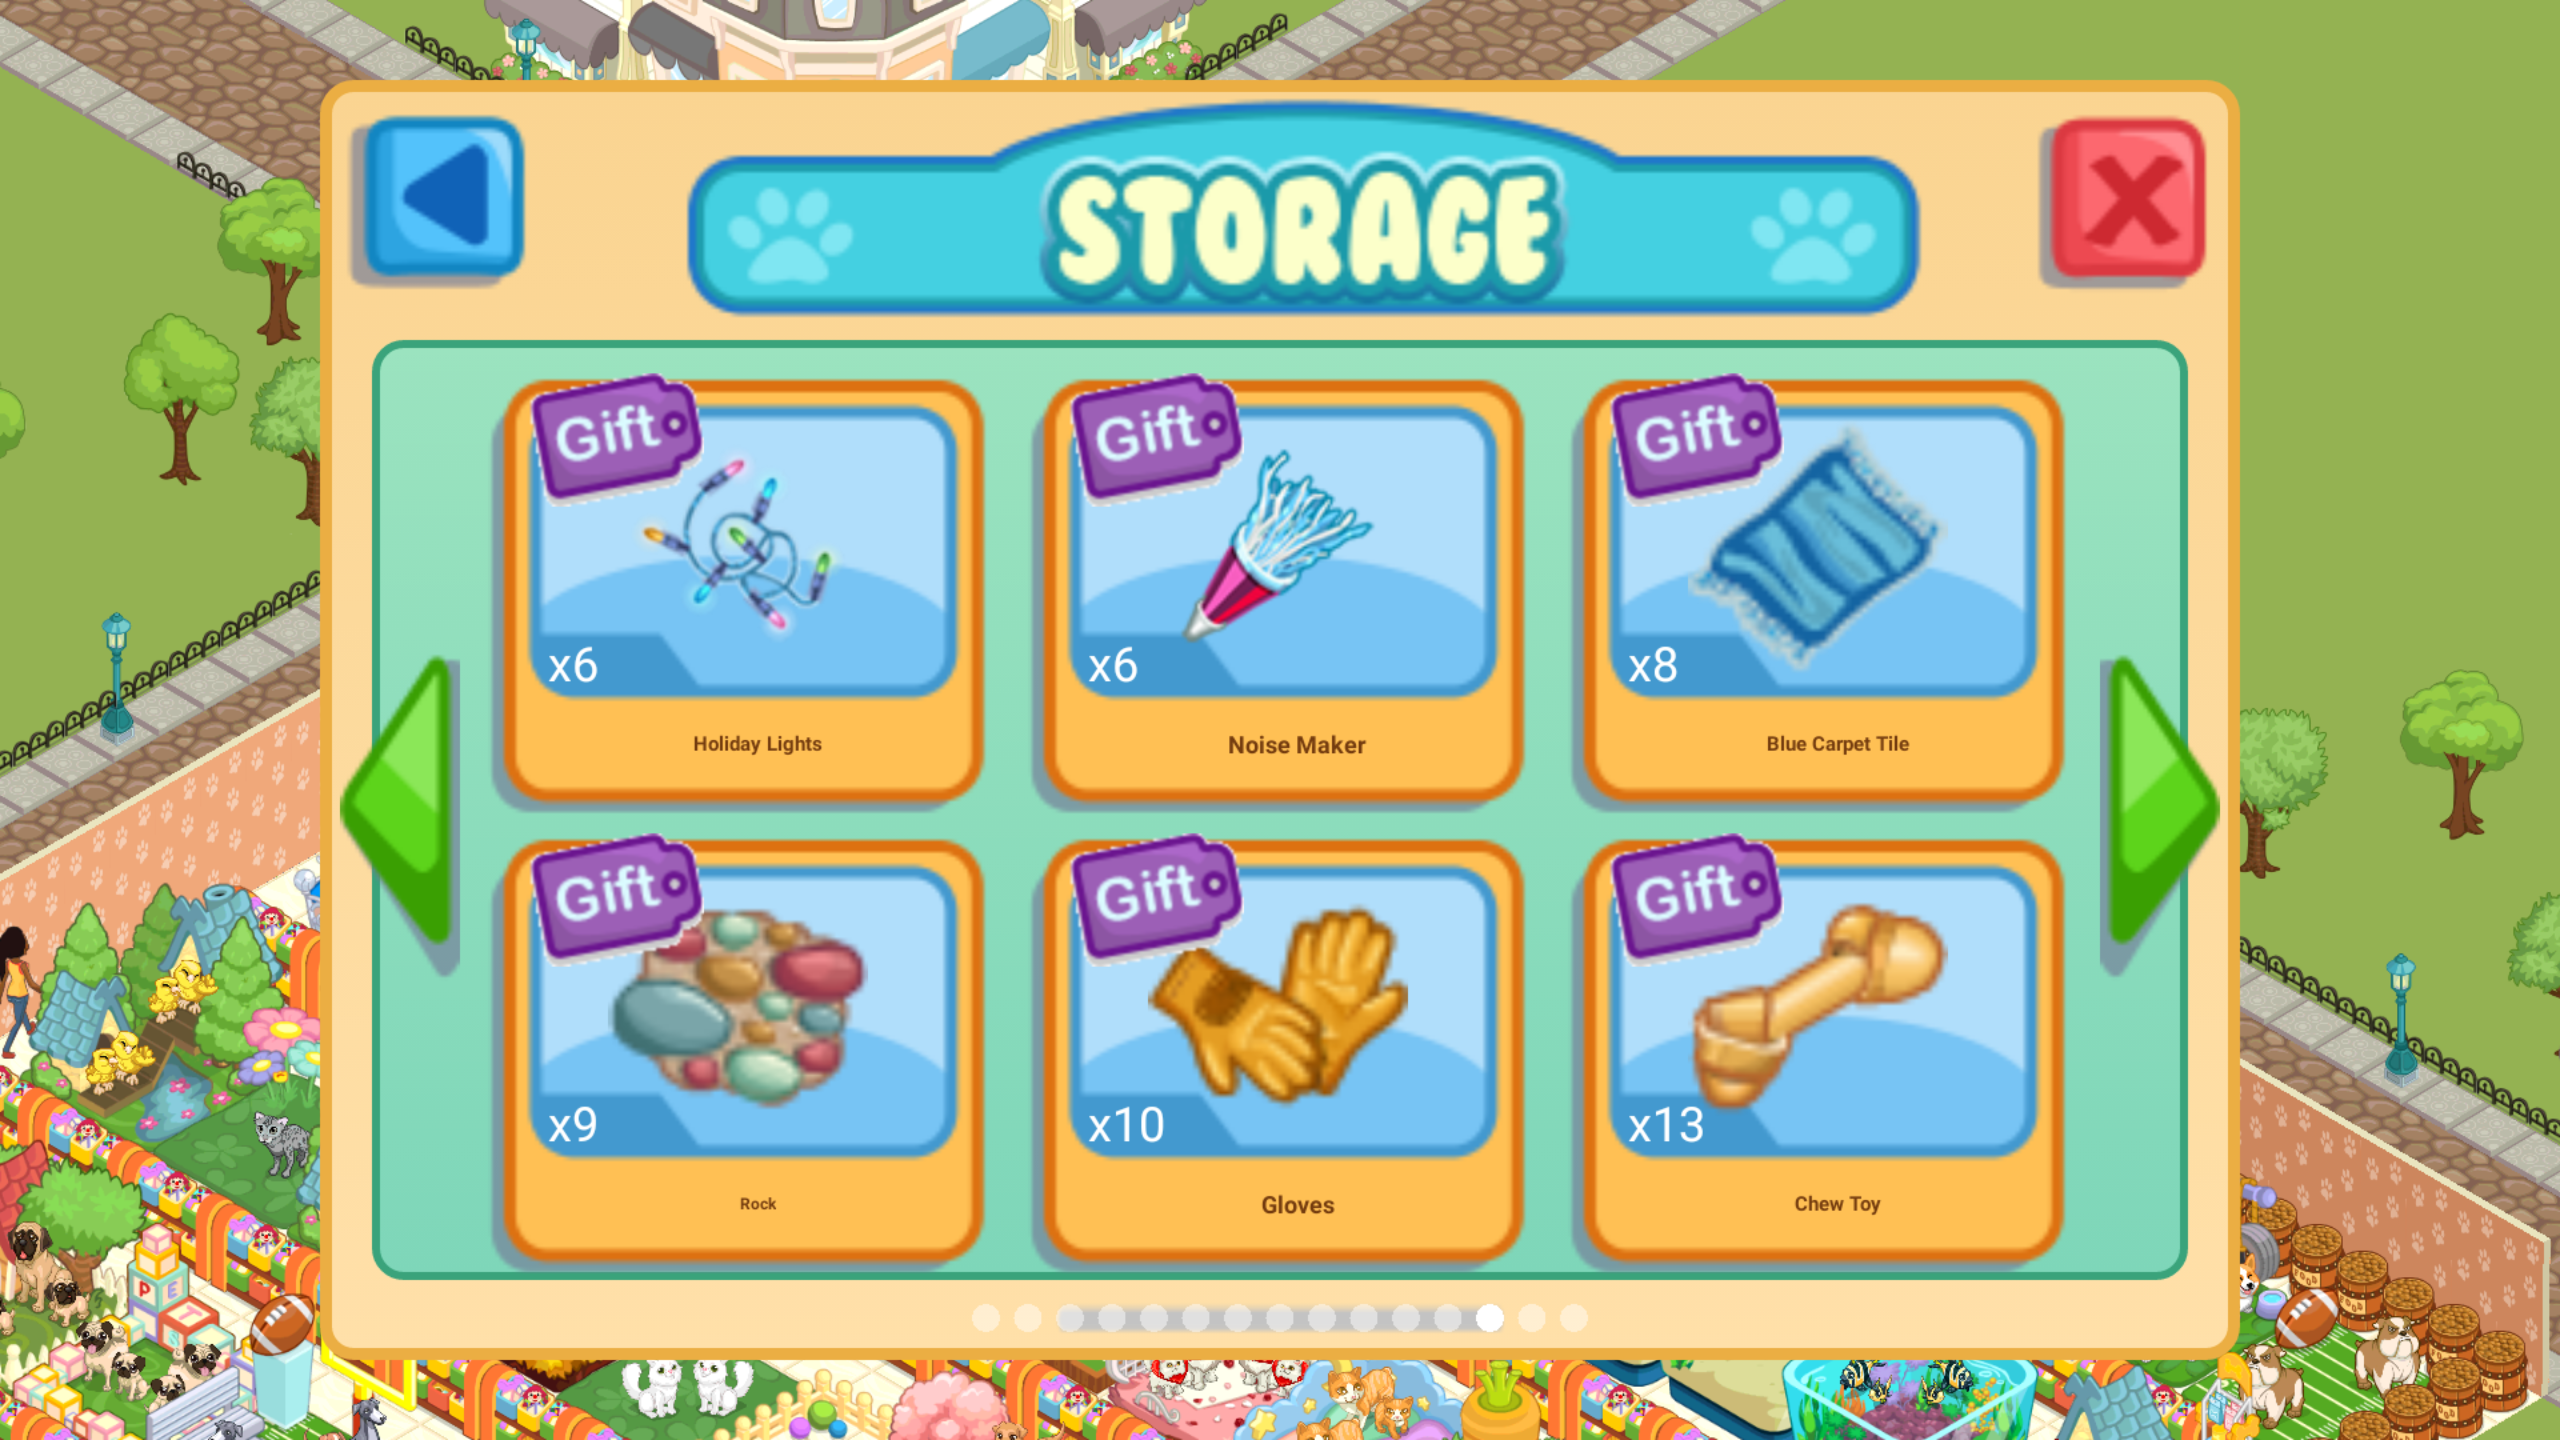 STORAGE
Gift
x6
Holiday Lights
Gift
x6
Noise Maker
Gift
x8
Blue Carpet Tile
Gift
x9
Rock
Gift
x10
Gloves
Gift
x13
Chew Toy
P E
T